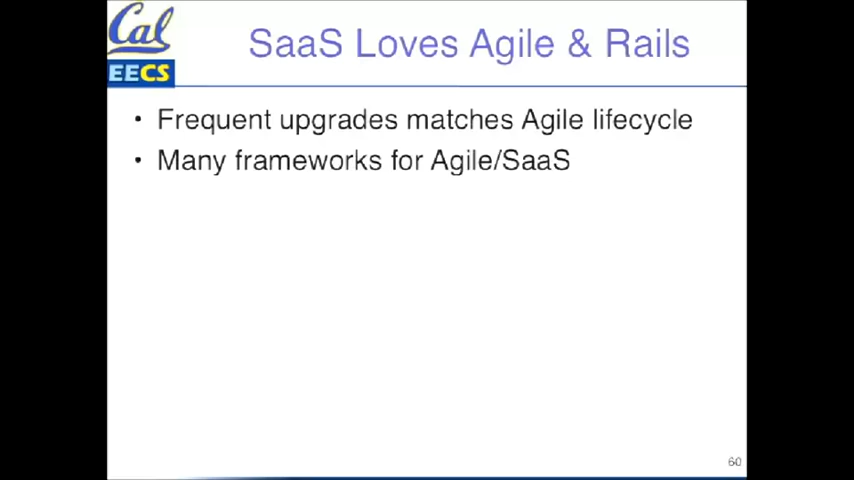 Cal
EECS
SaaS Loves Agile & Rails
• Frequent upgrades matches Agile lifecycle
• Many frameworks for Agile/SaaS
60